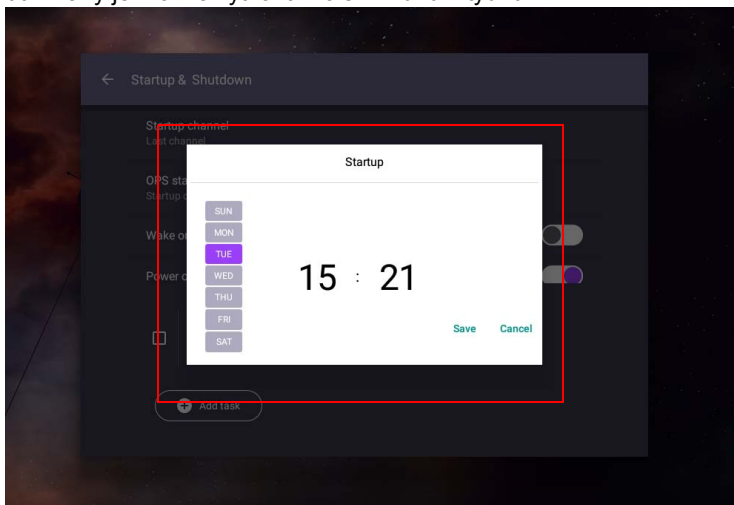 Startup & Shutdown
Startup channel
Last channel
Startup
OPS sta
Startup
SUN
MON
Wake o
TUE
Power o
WED
15 : 21
THU
FRI
Save Cancel
SAT
Add task